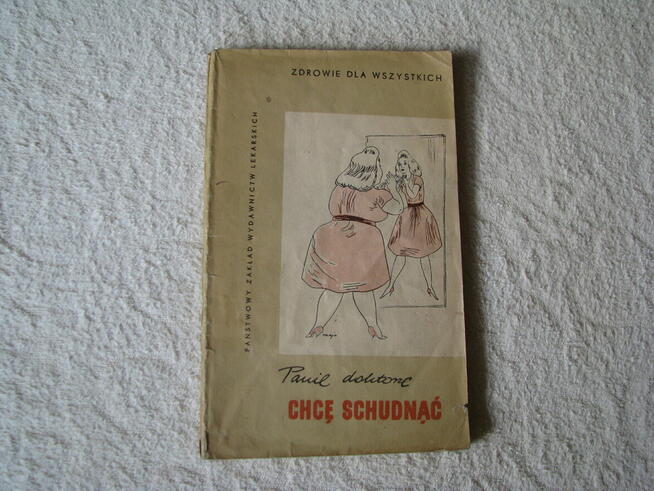 ZDROWIE DLA WSZYSTKICH
PAŃSTWOWY ZAKŁAD WYDAWNICTW LEKARSKICH
Panie doktorze
CHCĘ SCHUDNĄĆ